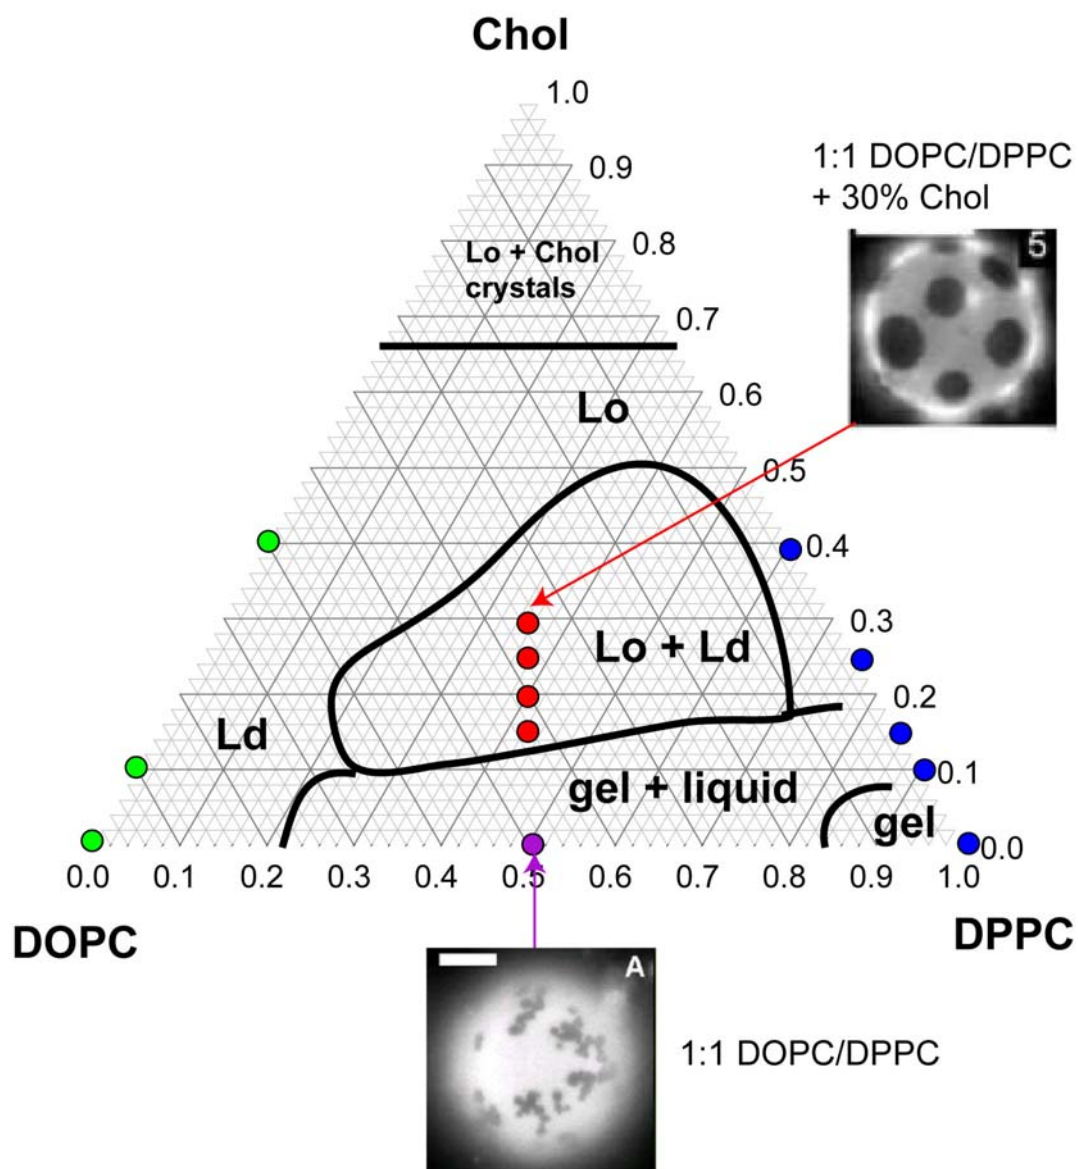 Chol
1.0
0.9
1:1 DOPC/DPPC
+ 30% Chol
5
0.8
Lo + Chol
crystals
0.7
0.6
Lo
0.5
0.4
0.3
Lo + Ld
0.2
Ld
0.1
gel + liquid
gel
0.0
0.0 0.1 0.2 0.3 0.4 0.5 0.6 0.7 0.8 0.9 1.0
DOPC
DPPC
A
1:1 DOPC/DPPC